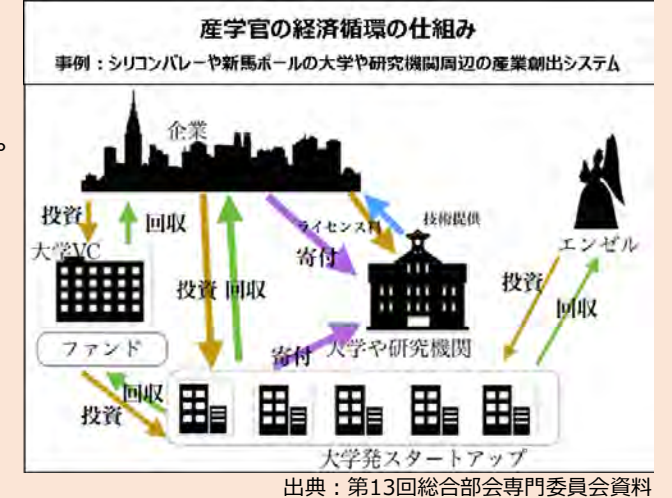 産学官の経済循環の仕組み
事例：シリコンバレーや新馬ポールの大学や研究機関周辺の産業創出システム
。
企業
投資
回収
ライセンス料
技術提供
大学VC
寄付
エンゼル
投資 回収
投資
回収
ファンド
寄付
大学や研究機関
回収
投資
大学発スタートアップ
出典：第13回総合部会専門委員会資料